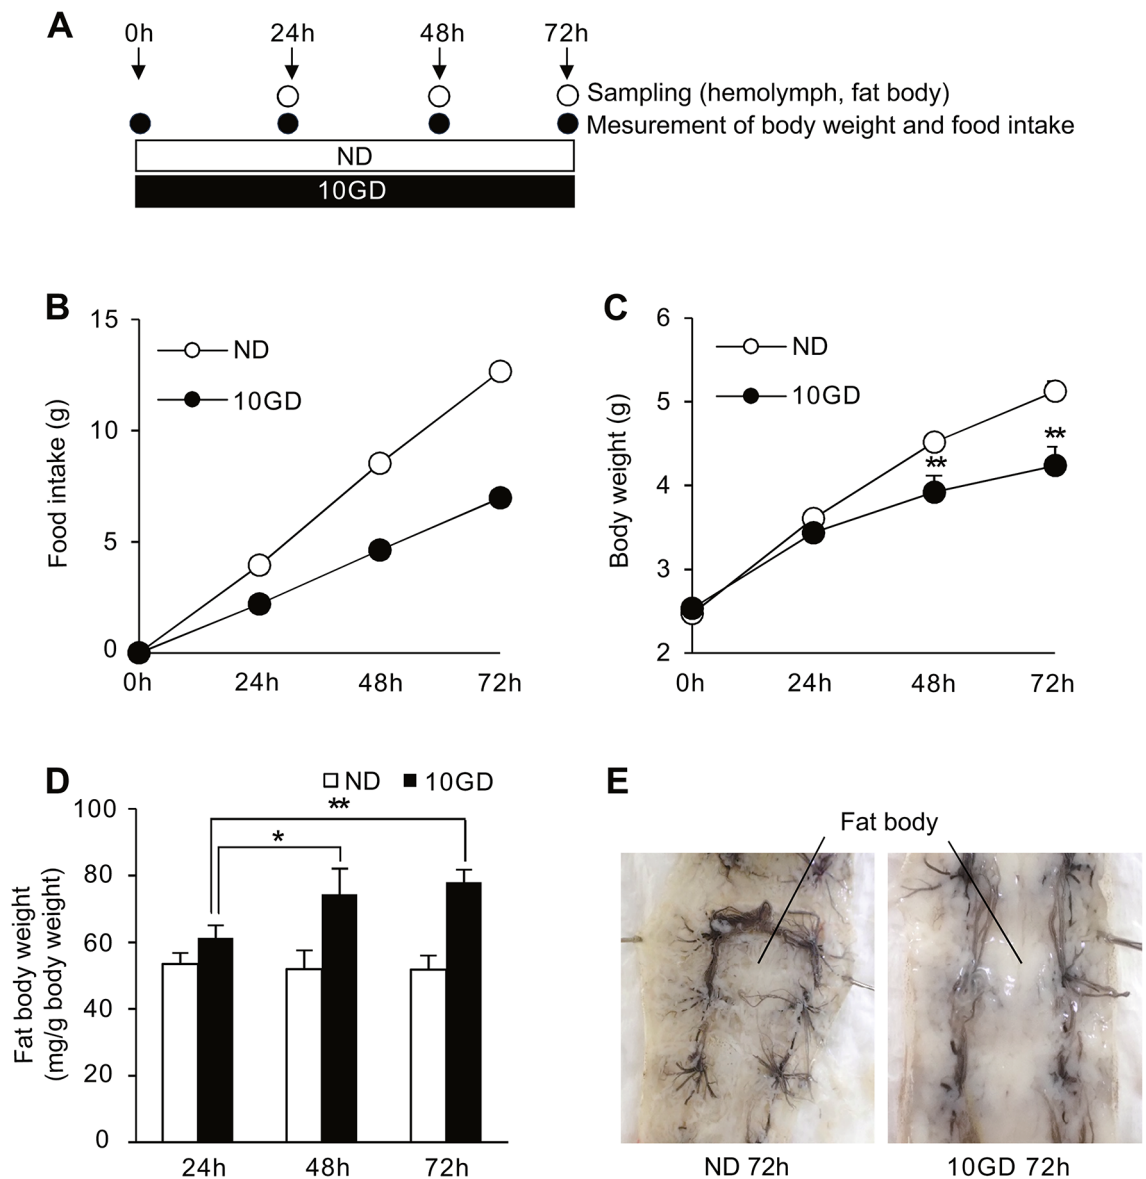 A
0h 24h 48h 72h
Sampling (hemolymph, fat body)
Mesurement of body weight and food intake
ND
10GD
B
Food intake (g)
15
10
5
0
ND
10GD
0h 24h 48h 72h
C
Body weight (g)
6
5
4
3
2
ND
10GD
**
**
0h 24h 48h 72h
D
Fat body weight
(mg/g body weight)
ND 10GD
100
80
60
40
20
0
**
*
24h 48h 72h
E
Fat body
ND 72h 10GD 72h